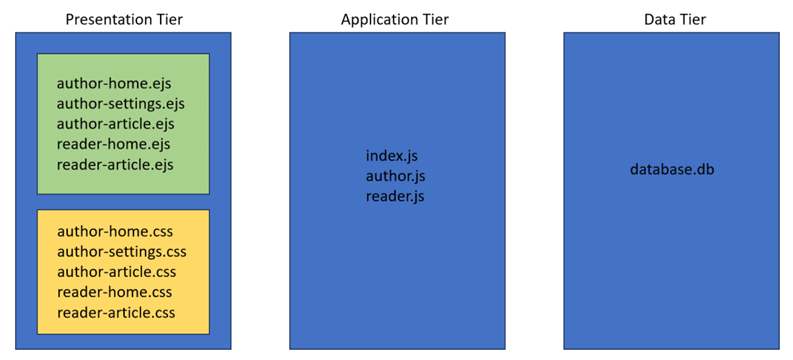 Presentation Tier
author-home.ejs
author-settings.ejs
author-article.ejs
reader-home.ejs
reader-article.ejs
author-home.css
author-settings.css
author-article.css
reader-home.css
reader-article.css
Application Tier
index.js
author.js
reader.js
Data Tier
database.db